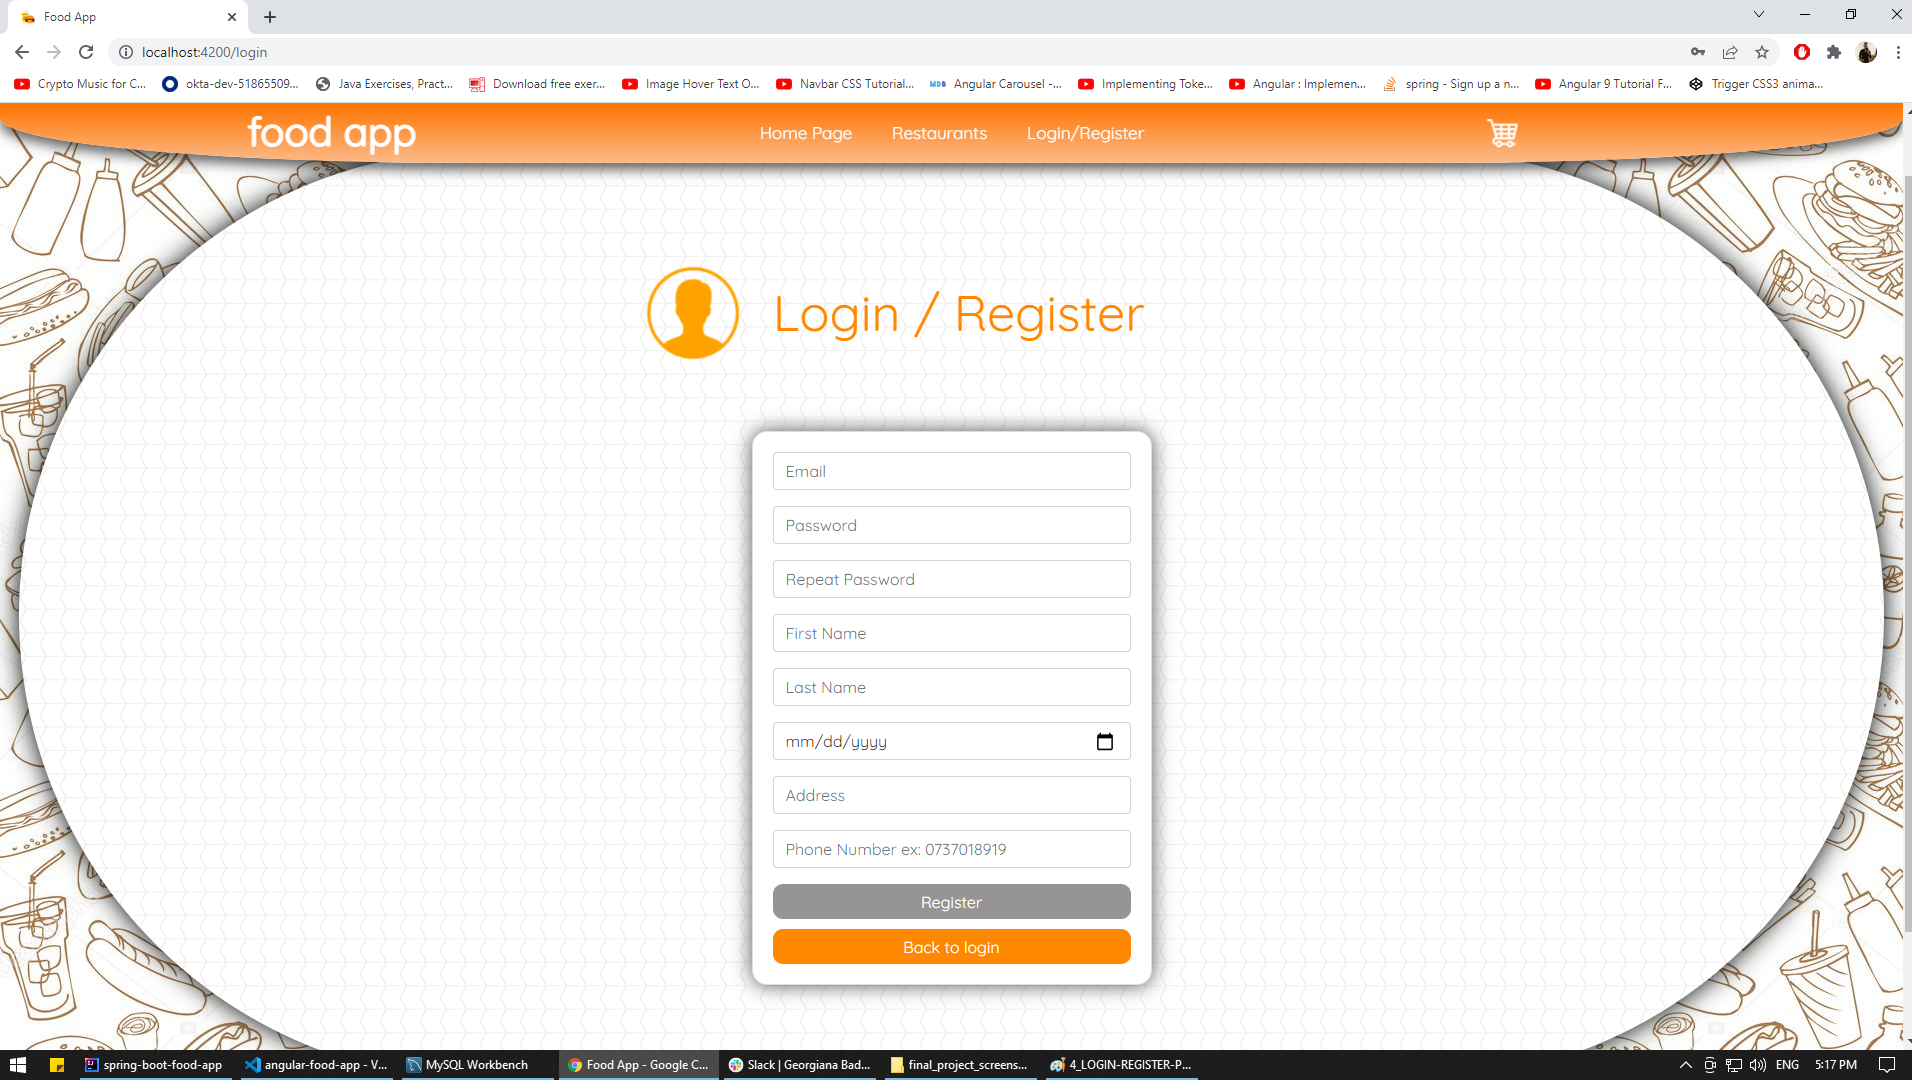 Food App
localhost:4200/login
Crypto Music for C...
okta-dev-51865509...
Java Exercises, Pract...
Download free exer...
Image Hover Text O...
Navbar CSS Tutorial...
MDB
Angular Carousel -...
Implementing Toke...
Angular : Implemen...
spring - Sign up a n...
Angular 9 Tutorial F...
Trigger CSS3 anima...
food app
Home Page
Restaurants
Login/Register
Login / Register
Email
Password
Repeat Password
First Name
Last Name
mm/dd/yyyy
Address
Phone Number ex: 0737018919
Register
Back to login
spring-boot-food-app
angular-food-app - V...
MySQL Workbench
Food App - Google C...
Slack | Georgiana Bad...
final_project_screens...
4_LOGIN-REGISTER-P...
ENG
5:17 PM